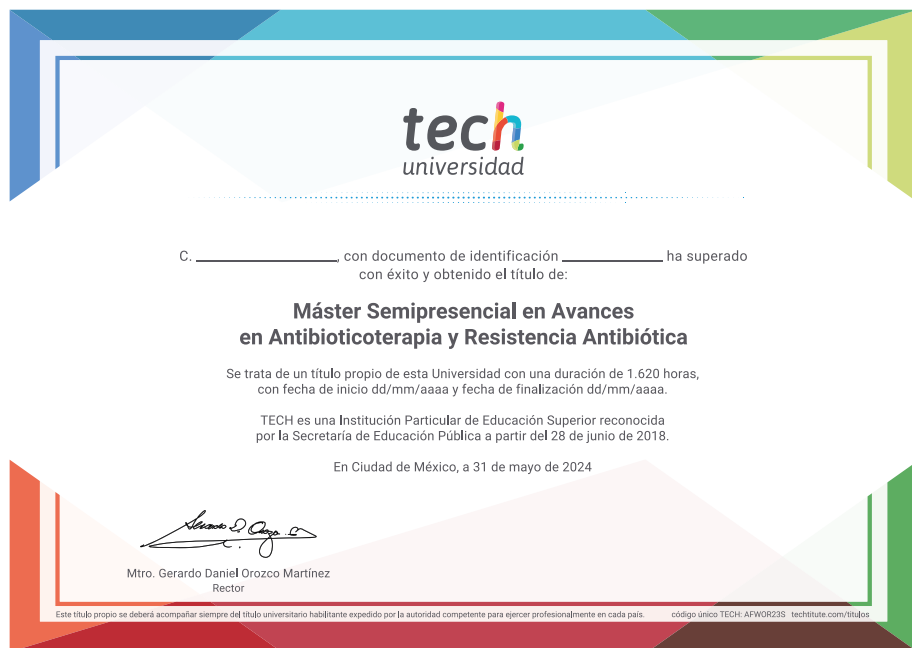 tech
universidad
C. ____________________, con documento de identificación ______________ ha superado
con éxito y obtenido el título de:
Máster Semipresencial en Avances
en Antibioticoterapia y Resistencia Antibiótica
Se trata de un título propio de esta Universidad con una duración de 1.620 horas,
con fecha de inicio dd/mm/aaaa y fecha de finalización dd/mm/aaaa.
TECH es una Institución Particular de Educación Superior reconocida
por la Secretaría de Educación Pública a partir del 28 de junio de 2018.
En Ciudad de México, a 31 de mayo de 2024
Mtro. Gerardo Daniel Orozco Martínez
Rector
Este título propio se deberá acompañar siempre del título universitario habilitante expedido por la autoridad competente para ejercer profesionalmente en cada país. código único TECH: AFWOR23S techtitute.com/titulos